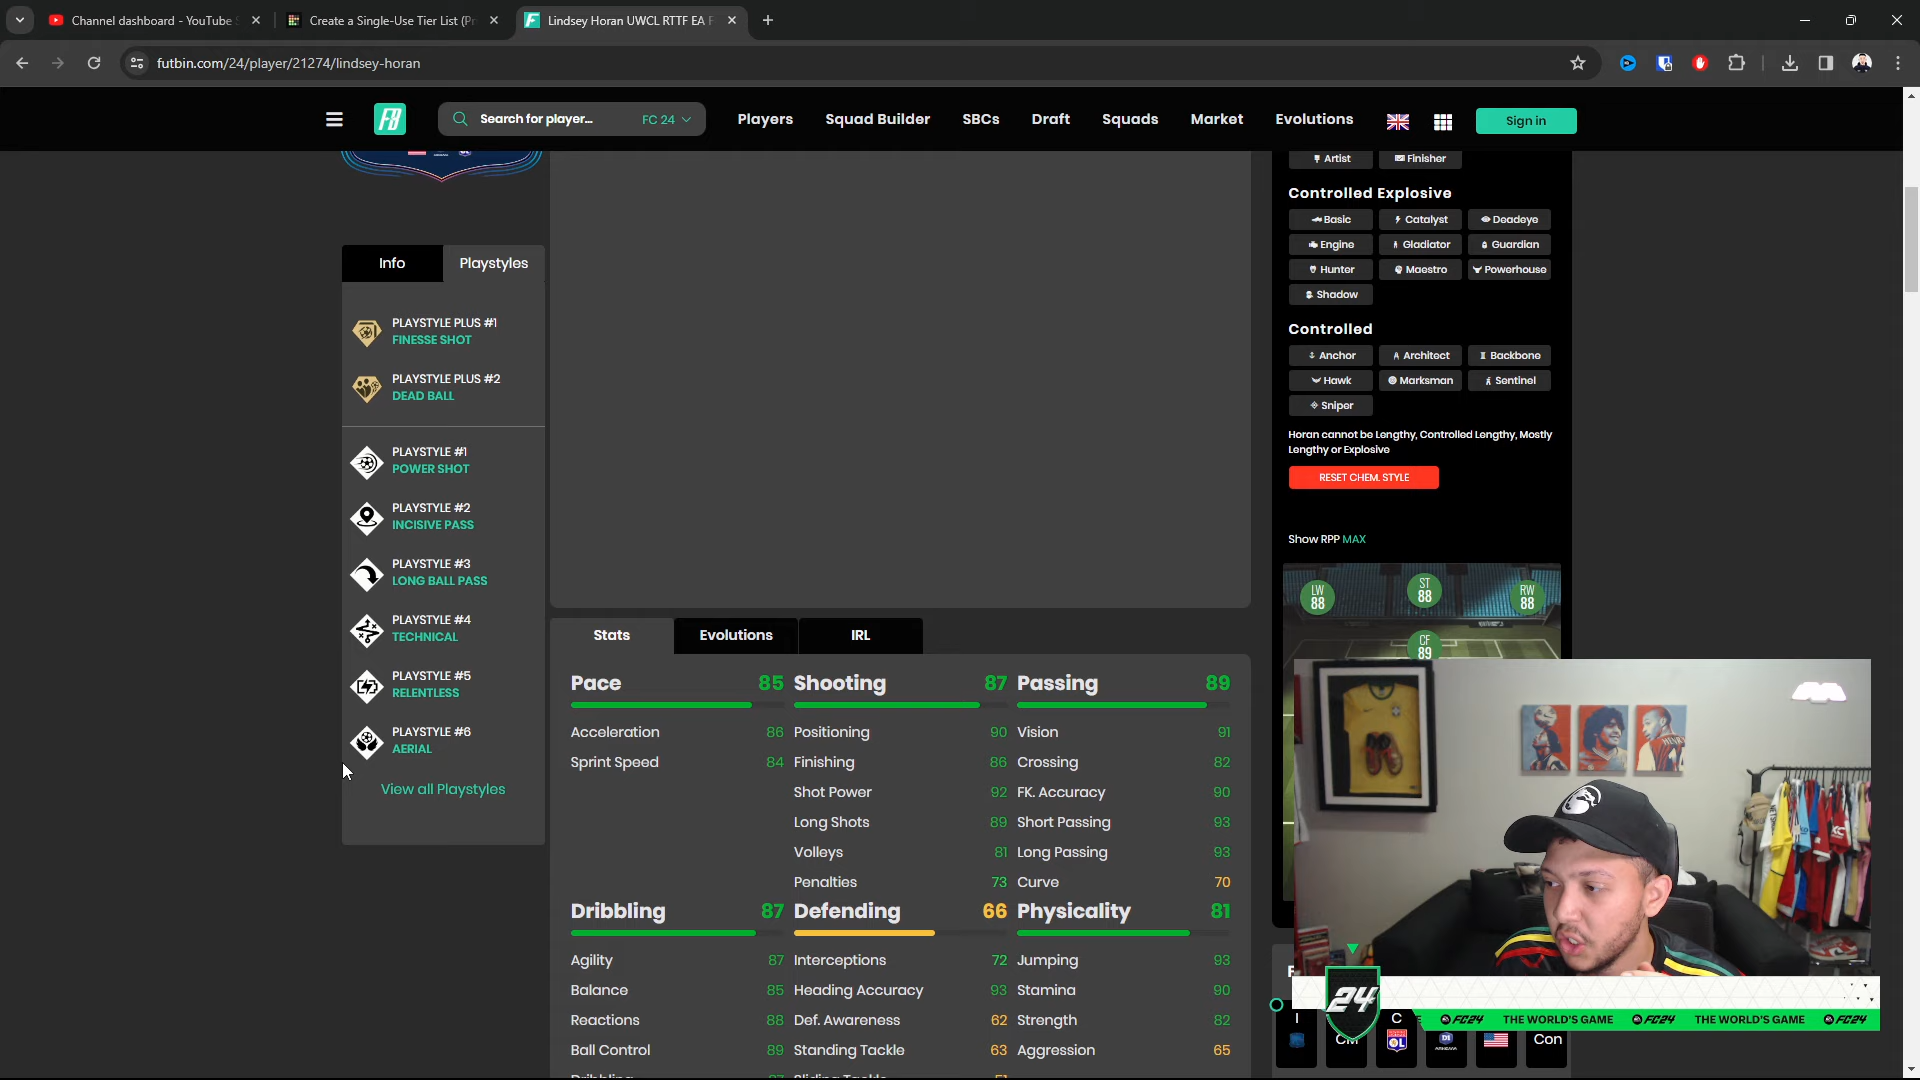 Channel dashboard - YouTube S
Create a Single-Use Tier List (Pr
Lindsey Horan UWCL RTTF EA F
futbin.com/24/player/21274/lindsey-horan
FB
Search for player...
FC 24
Players
Squad Builder
SBCs
Draft
Squads
Market
Evolutions
Sign in
Info
Playstyles
PLAYSTYLE PLUS #1
FINESSE SHOT
PLAYSTYLE PLUS #2
DEAD BALL
PLAYSTYLE #1
POWER SHOT
PLAYSTYLE #2
INCISIVE PASS
PLAYSTYLE #3
LONG BALL PASS
PLAYSTYLE #4
TECHNICAL
PLAYSTYLE #5
RELENTLESS
PLAYSTYLE #6
AERIAL
View all Playstyles
Stats
Evolutions
IRL
Pace 85
Acceleration 86
Sprint Speed 84
Shooting 87
Positioning 90
Finishing 86
Shot Power 92
Long Shots 89
Volleys 81
Penalties 73
Passing 89
Vision 91
Crossing 82
FK. Accuracy 90
Short Passing 93
Long Passing 93
Curve 70
Dribbling 87
Agility 87
Balance 85
Reactions 88
Ball Control 89
Dribbling 87
Defending 66
Interceptions 72
Heading Accuracy 93
Def. Awareness 62
Standing Tackle 63
Sliding Tackle 51
Physicality 81
Jumping 93
Stamina 90
Strength 82
Aggression 65
Artist Finisher
Controlled Explosive
Basic Catalyst Deadeye
Engine Gladiator Guardian
Hunter Maestro Powerhouse
Shadow
Controlled
Anchor Architect Backbone
Hawk Marksman Sentinel
Sniper
Horan cannot be Lengthy, Controlled Lengthy, Mostly
Lengthy or Explosive
RESET CHEM. STYLE
Show RPP MAX
LW
88
ST
88
RW
88
CF
89
HENRY
24
FC24 THE WORLD'S GAME FC24 THE WORLD'S GAME FC24
CM
C
OL
Con